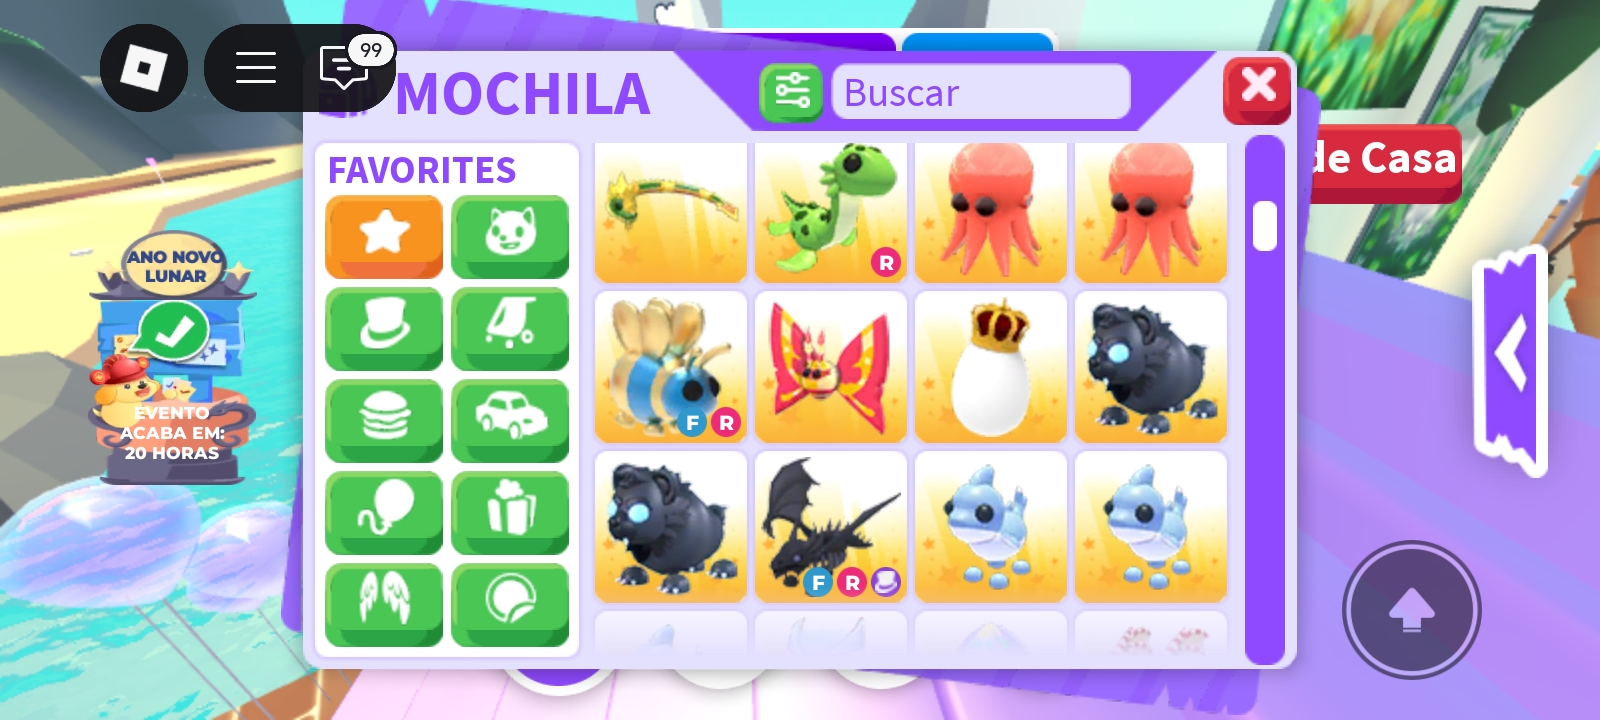 99
MOCHILA
Buscar
de Casa
FAVORITES
R
F R
F R
ANO NOVO
LUNAR
EVENTO
ACABA EM:
20 HORAS